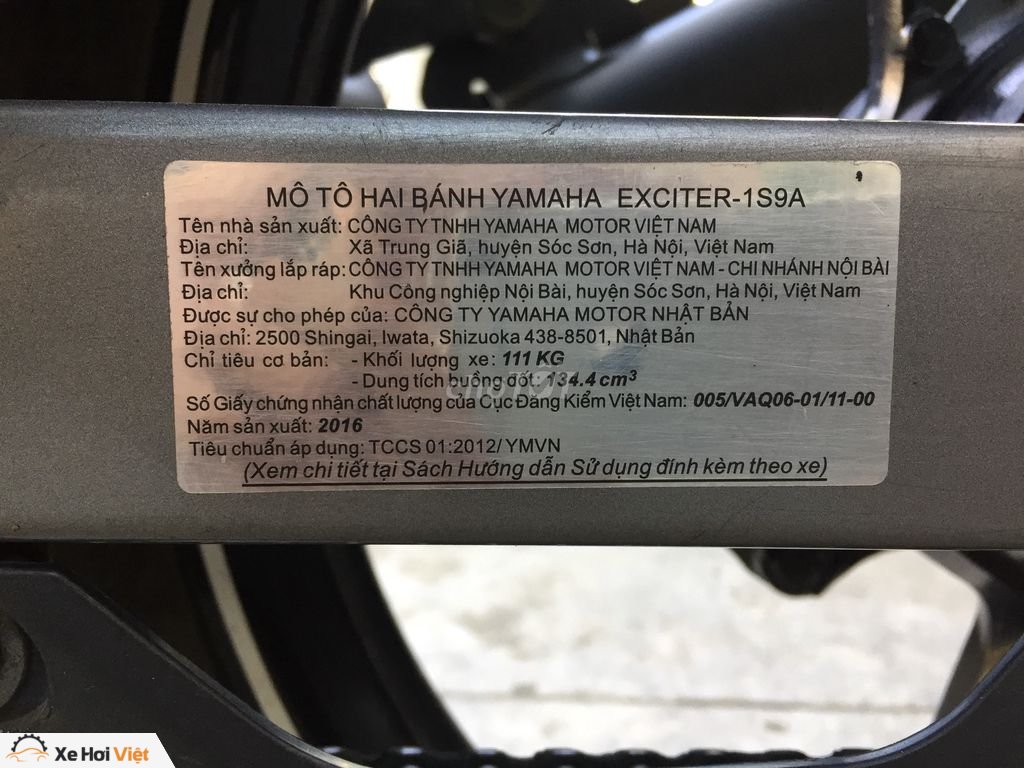 MÔ TÔ HAI BÁNH YAMAHA EXCITER-1S9A
Tên nhà sản xuất: CÔNG TY TNHH YAMAHA MOTOR VIỆT NAM
Địa chỉ: Xã Trung Giã, huyện Sóc Sơn, Hà Nội, Việt Nam
Tên xưởng lắp ráp: CÔNG TY TNHH YAMAHA MOTOR VIỆT NAM - CHI NHÁNH NỘI BÀI
Địa chỉ: Khu Công nghiệp Nội Bài, huyện Sóc Sơn, Hà Nội, Việt Nam
Được sự cho phép của: CÔNG TY YAMAHA MOTOR NHẬT BẢN
Địa chỉ: 2500 Shingai, Iwata, Shizuoka 438-8501, Nhật Bản
Chỉ tiêu cơ bản: - Khối lượng xe: 111 KG
- Dung tích buồng đốt: 134.4 cm³
Số Giấy chứng nhận chất lượng của Cục Đăng Kiểm Việt Nam: 005/VAQ06-01/11-00
Năm sản xuất: 2016
Tiêu chuẩn áp dụng: TCCS 01:2012/ YMVN
(Xem chi tiết tại Sách Hướng dẫn Sử dụng đính kèm theo xe)
Xe Hơi Việt